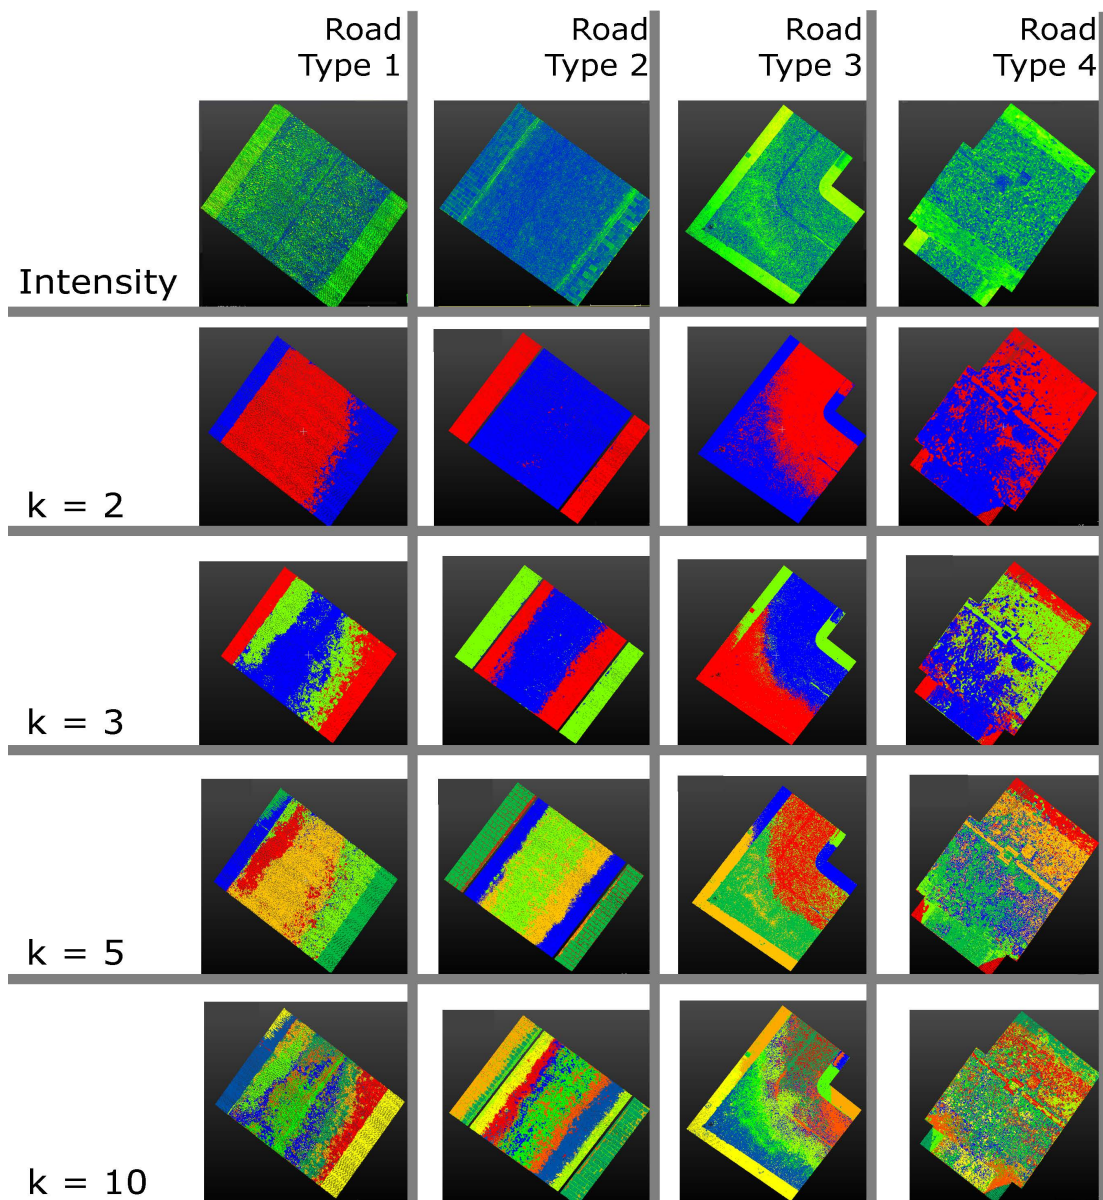 Road
Type 1
Road
Type 2
Road
Type 3
Road
Type 4
Intensity
k = 2
k = 3
k = 5
k = 10